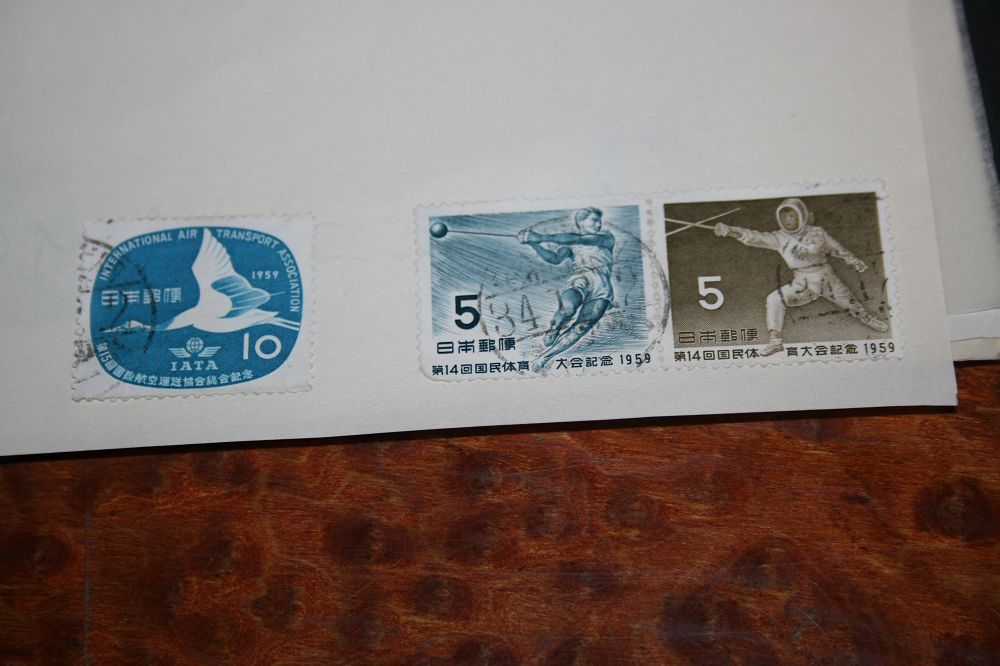 INTERNATIONAL AIR TRANSPORT ASSOCIATION
1959
日本郵便
10
IATA
第15回国際航空運送協会総会記念
5
日本郵便
第14回国民体育大会記念 1959
34
5
日本郵便
第14回国民体育大会記念 1959